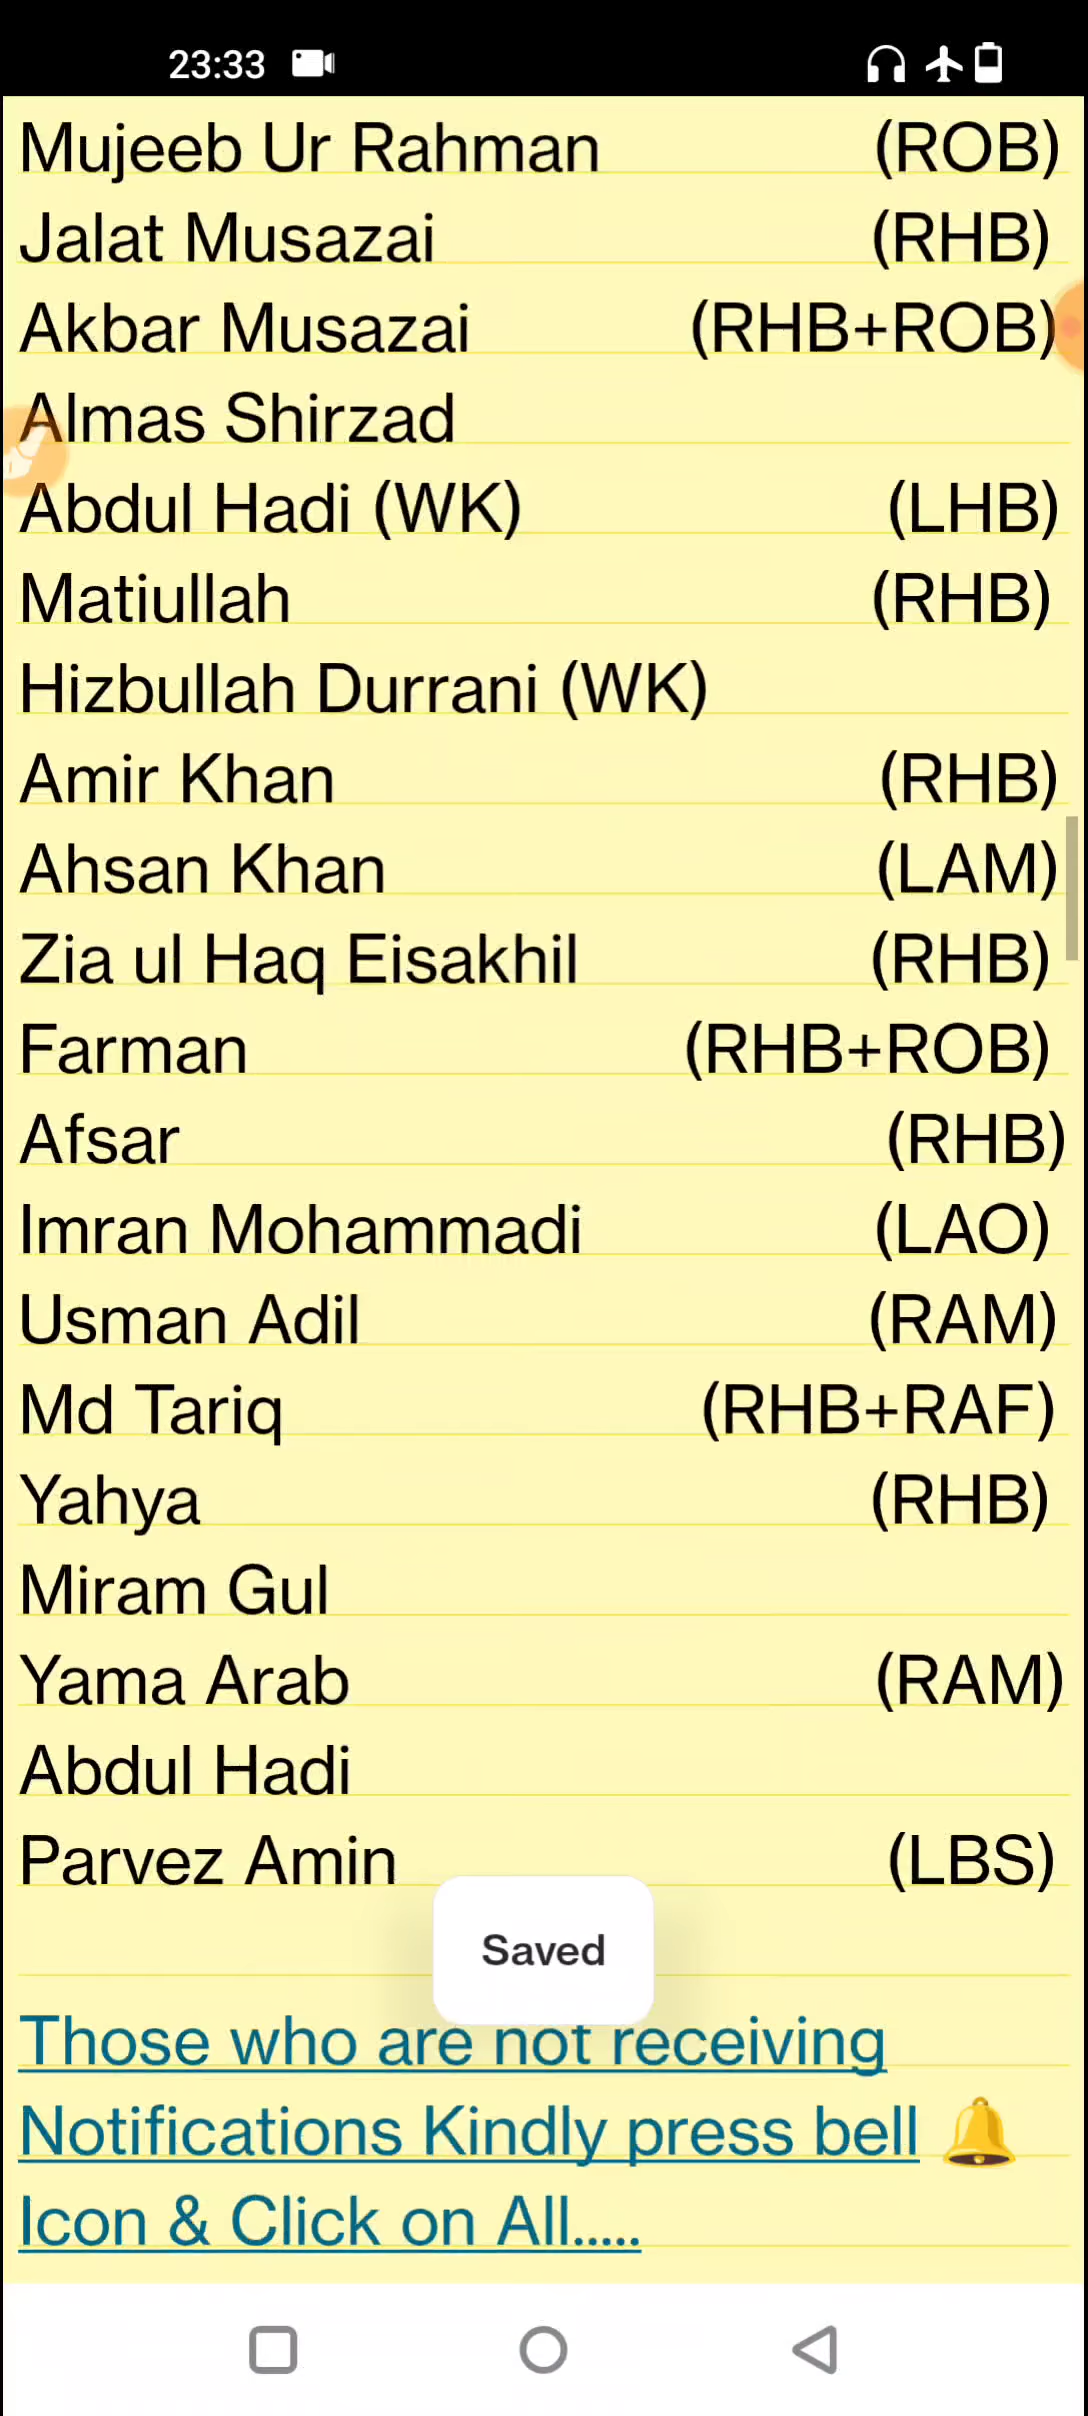 23:33
Mujeeb Ur Rahman (ROB)
Jalat Musazai (RHB)
Akbar Musazai (RHB+ROB)
Almas Shirzad
Abdul Hadi (WK) (LHB)
Matiullah (RHB)
Hizbullah Durrani (WK)
Amir Khan (RHB)
Ahsan Khan (LAM)
Zia ul Haq Eisakhil (RHB)
Farman (RHB+ROB)
Afsar (RHB)
Imran Mohammadi (LAO)
Usman Adil (RAM)
Md Tariq (RHB+RAF)
Yahya (RHB)
Miram Gul
Yama Arab (RAM)
Abdul Hadi
Parvez Amin (LBS)
Saved
Those who are not receiving
Notifications Kindly press bell 🔔
Icon & Click on All.....